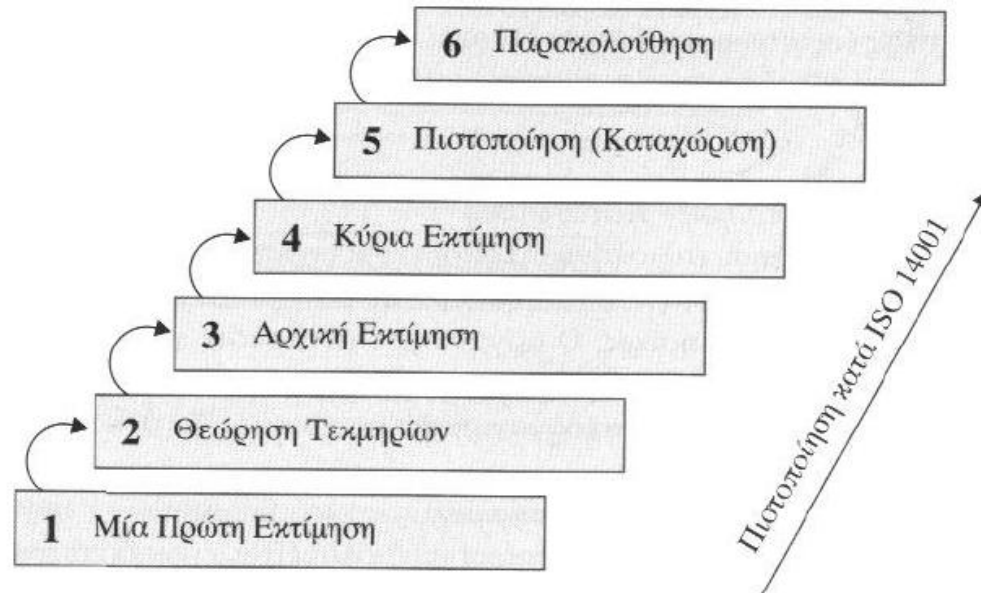 6 Παρακολούθηση
5 Πιστοποίηση (Καταχώριση)
4 Κύρια Εκτίμηση
3 Αρχική Εκτίμηση
2 Θεώρηση Τεκμηρίων
1 Μία Πρώτη Εκτίμηση
Πιστοποίηση κατά ISO 14001